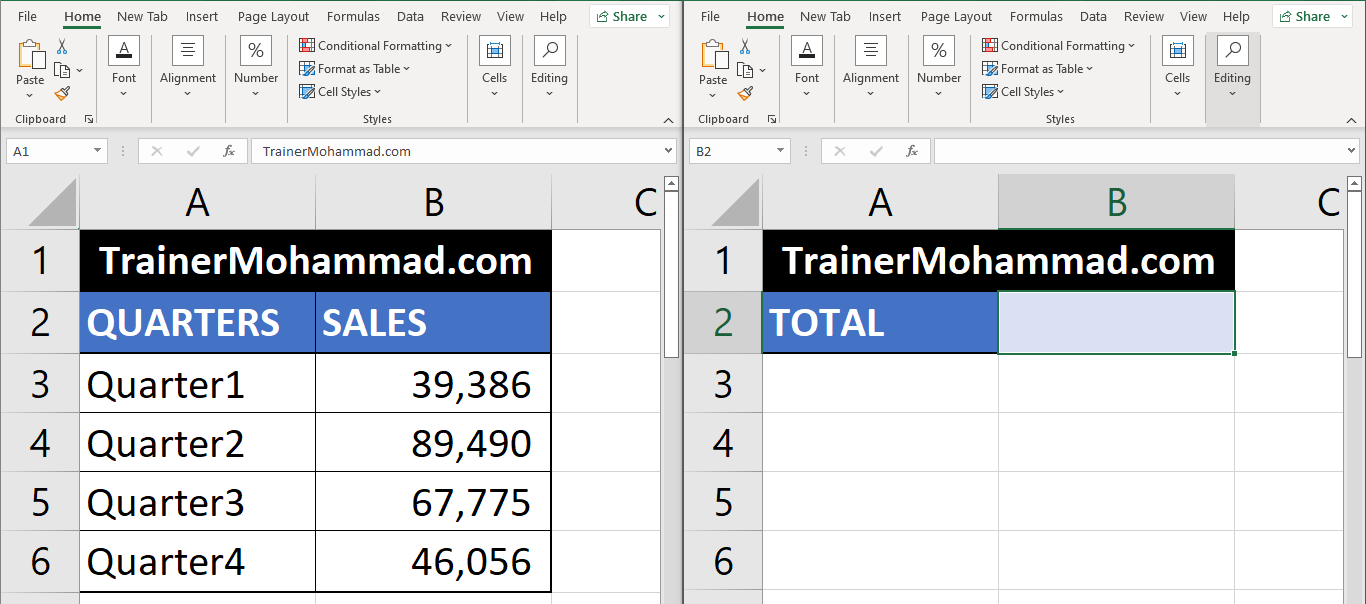 File Home New Tab Insert Page Layout Formulas Data Review View Help Share
Paste Font Alignment Number Conditional Formatting Format as Table Cell Styles Cells Editing
Clipboard Styles
A1 fx TrainerMohammad.com
A B C
1 TrainerMohammad.com
2 QUARTERS SALES
3 Quarter1 39,386
4 Quarter2 89,490
5 Quarter3 67,775
6 Quarter4 46,056
File Home New Tab Insert Page Layout Formulas Data Review View Help Share
Paste Font Alignment Number Conditional Formatting Format as Table Cell Styles Cells Editing
Clipboard Styles
B2 fx
A B C
1 TrainerMohammad.com
2 TOTAL
3
4
5
6